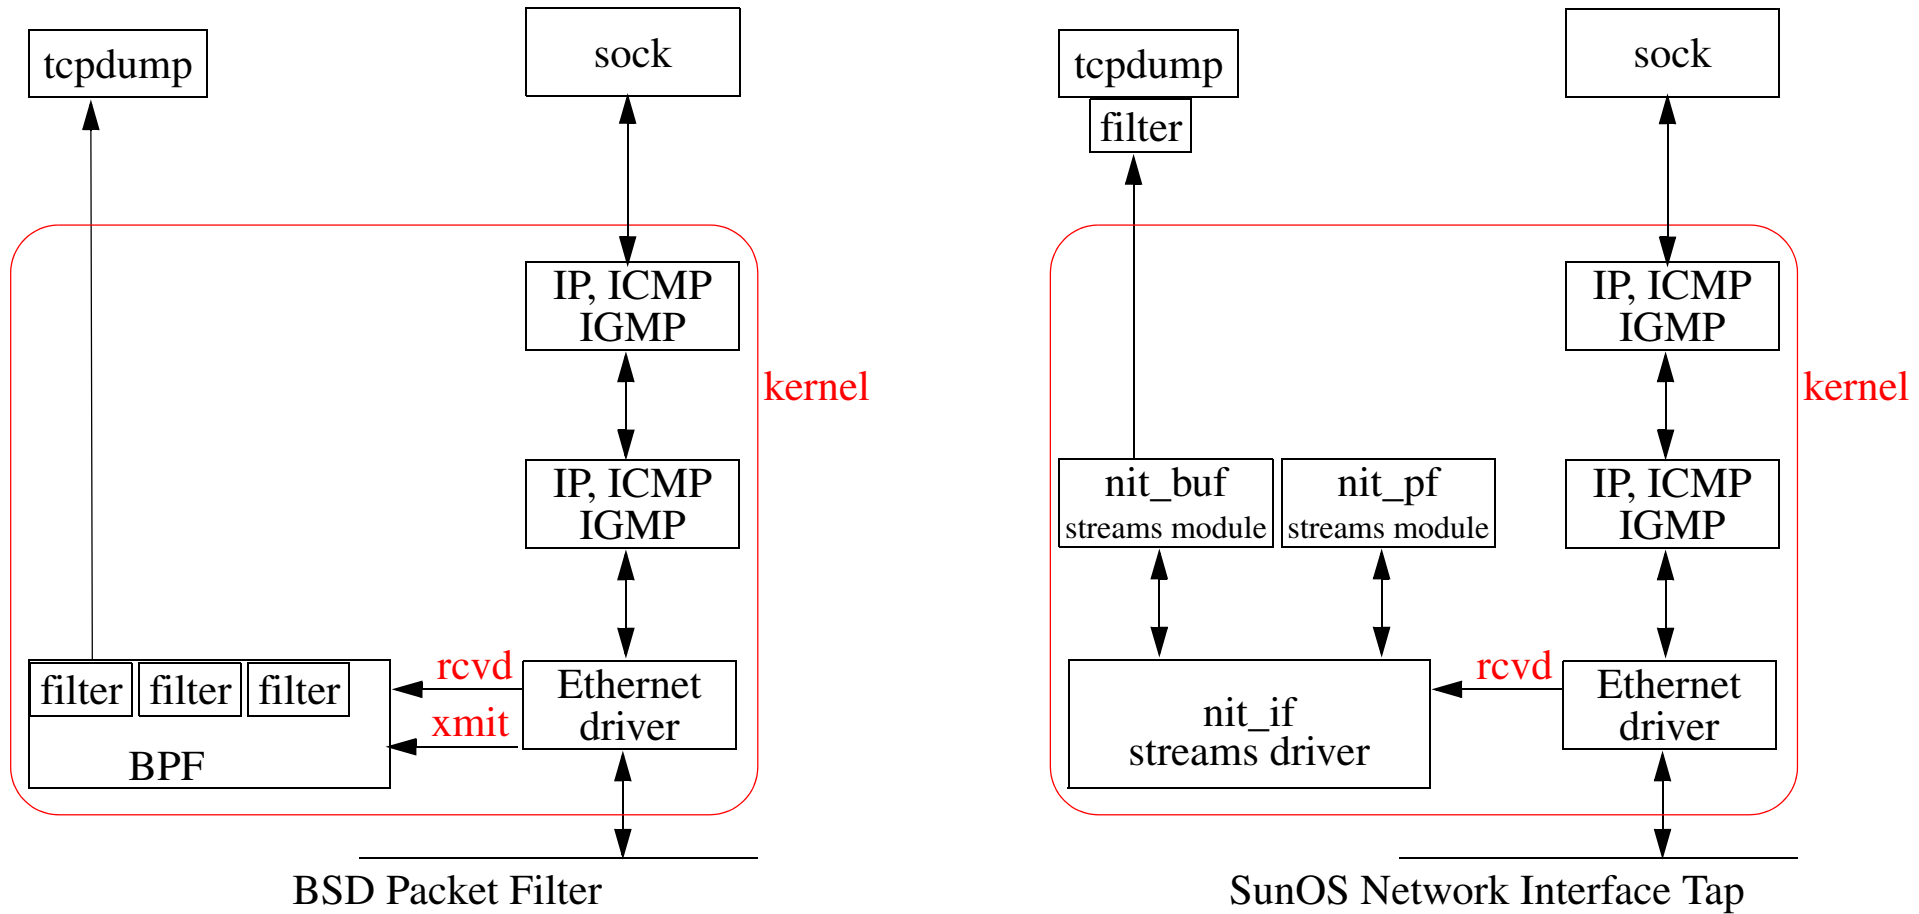 tcpdump
sock
IP, ICMP
IGMP
kernel
IP, ICMP
IGMP
rcvd
xmit
filter
filter
filter
BPF
Ethernet
driver
BSD Packet Filter
tcpdump
filter
sock
IP, ICMP
IGMP
kernel
nit_buf
streams module
nit_pf
streams module
IP, ICMP
IGMP
rcvd
nit_if
streams driver
Ethernet
driver
SunOS Network Interface Tap